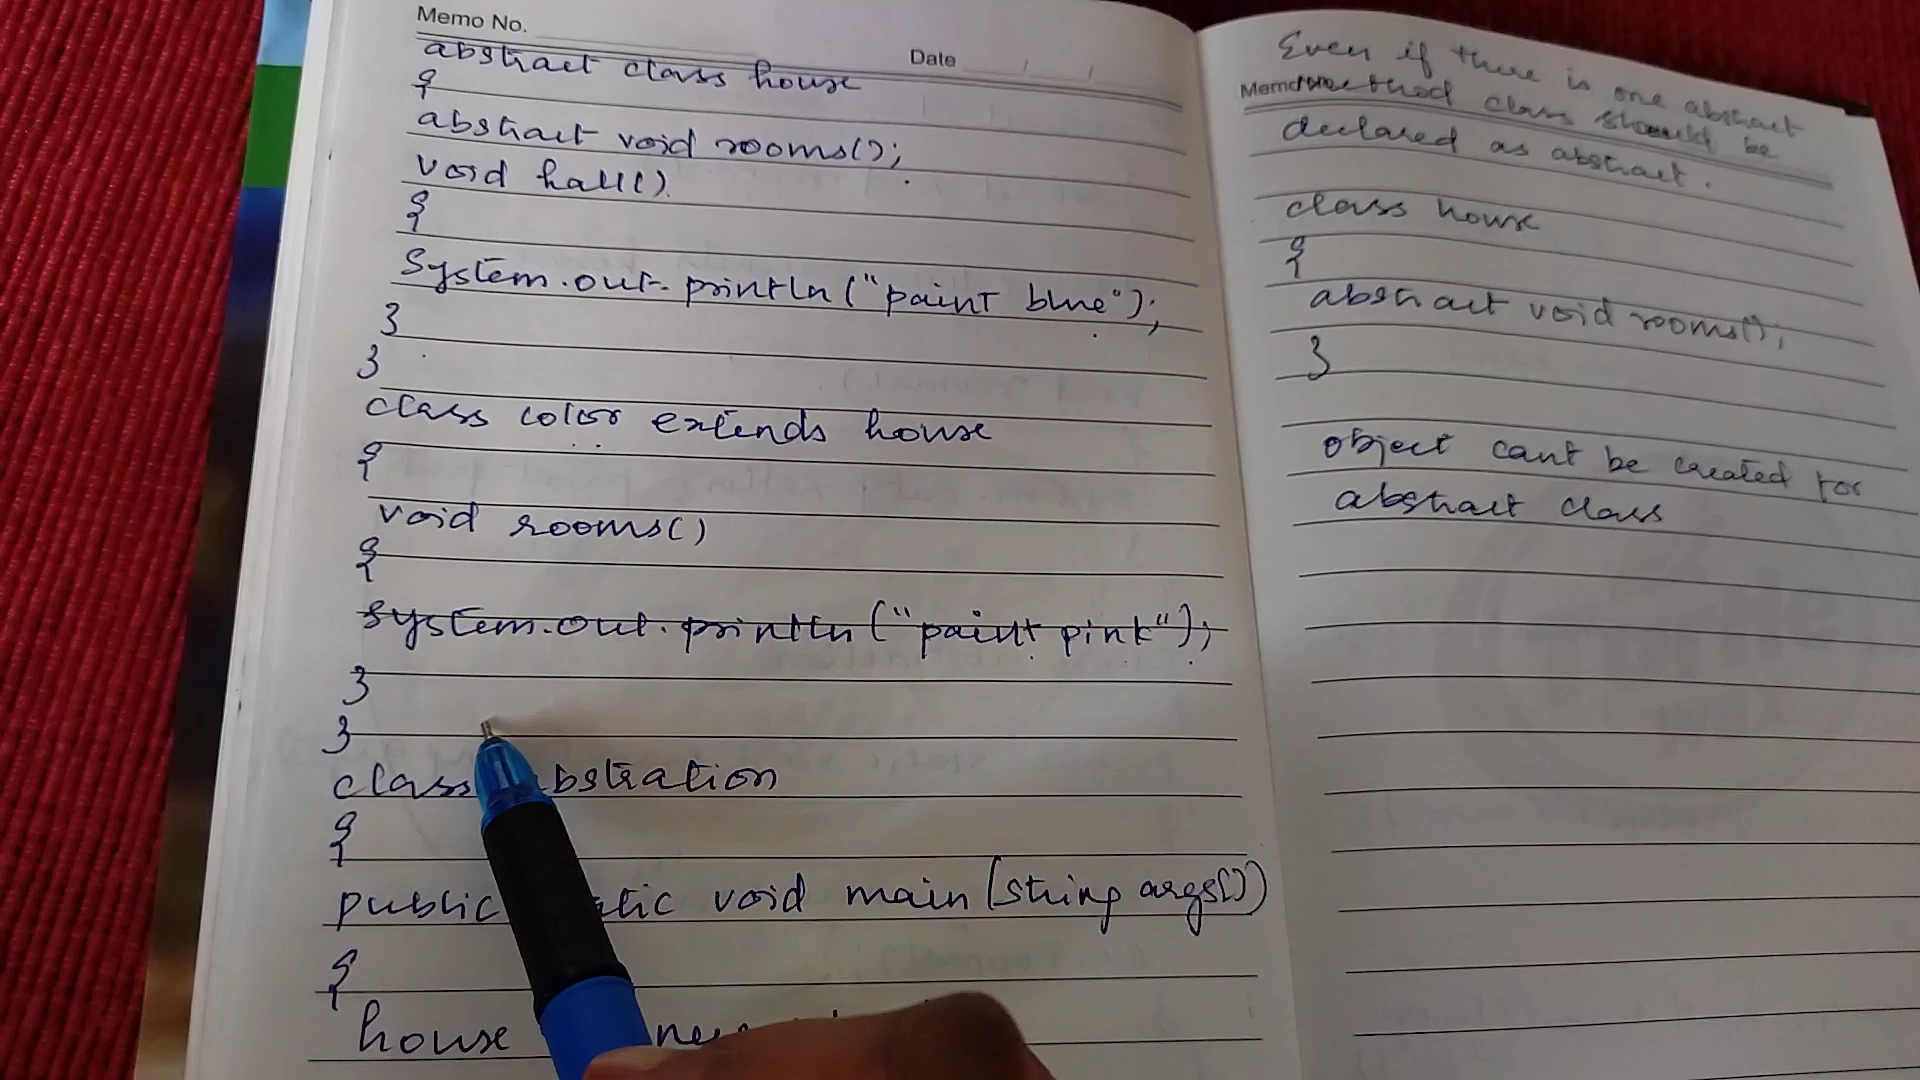 Memo No.
Date / /
abstract class house
{
abstract void rooms();
void hall()
{
System.out.println("paint blue");
}
}
class color extends house
{
void rooms()
{
system.out.println("paint pink");
}
}
class abstration
{
public static void main(string args[])
{
house
Even if there is one abstract
method class should be
declared as abstract.
class house
{
abstract void rooms();
}
object cant be created for
abstract class